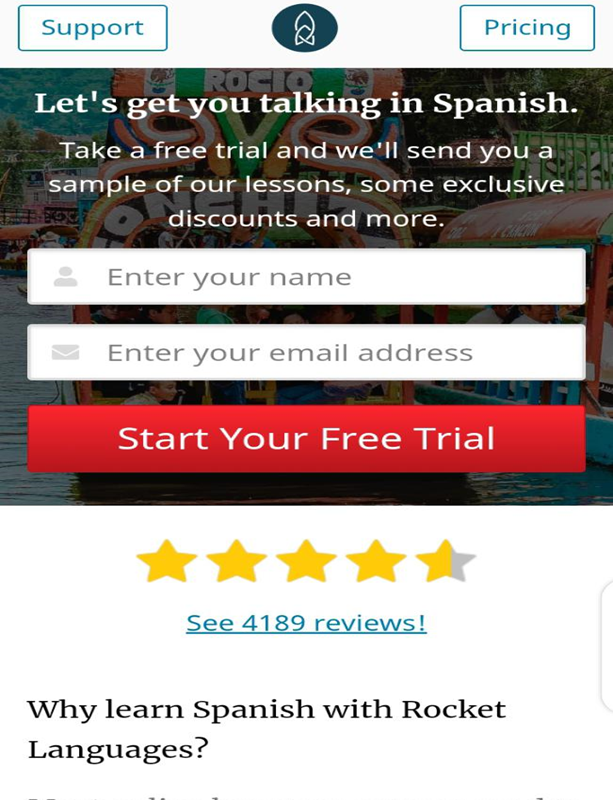 Support
Pricing
ROCIO
Let's get you talking in Spanish.
Take a free trial and we'll send you a
sample of our lessons, some exclusive
discounts and more.
Enter your name
Enter your email address
Start Your Free Trial
See 4189 reviews!
Why learn Spanish with Rocket
Languages?